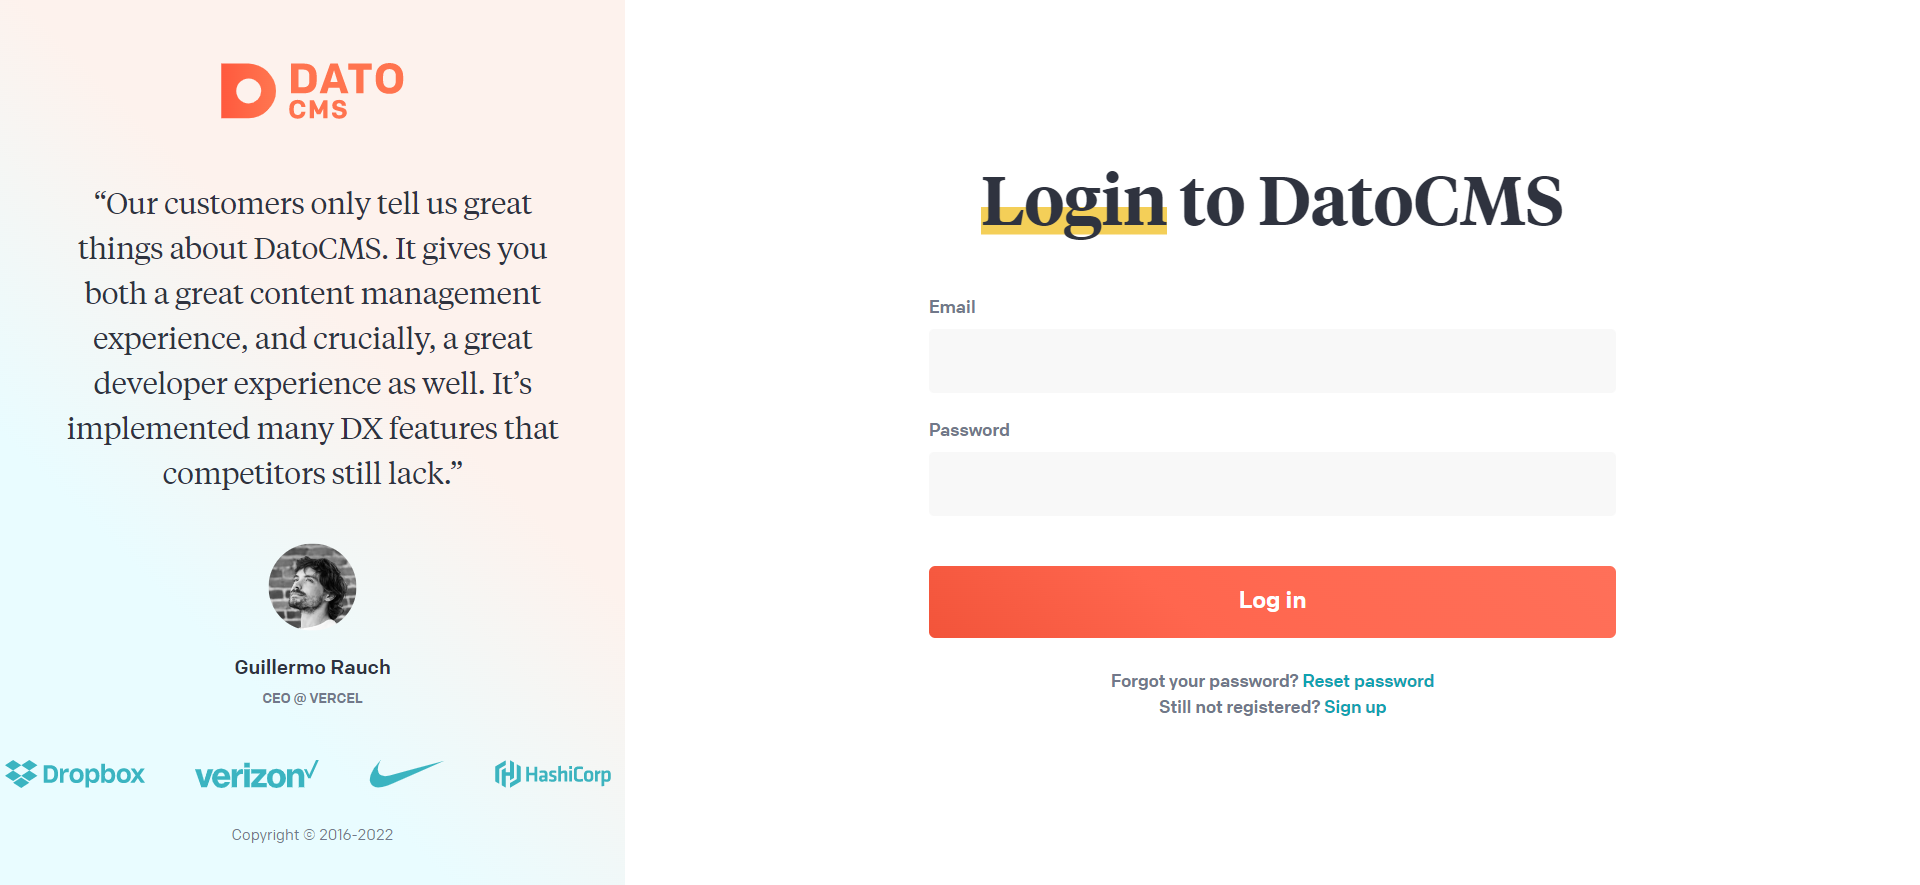 DATO
CMS
“Our customers only tell us great
things about DatoCMS. It gives you
both a great content management
experience, and crucially, a great
developer experience as well. It’s
implemented many DX features that
competitors still lack.”
Guillermo Rauch
CEO @ VERCEL
Dropbox verizon HashiCorp
Copyright © 2016-2022
Login to DatoCMS
Email
Password
Log in
Forgot your password? Reset password
Still not registered? Sign up